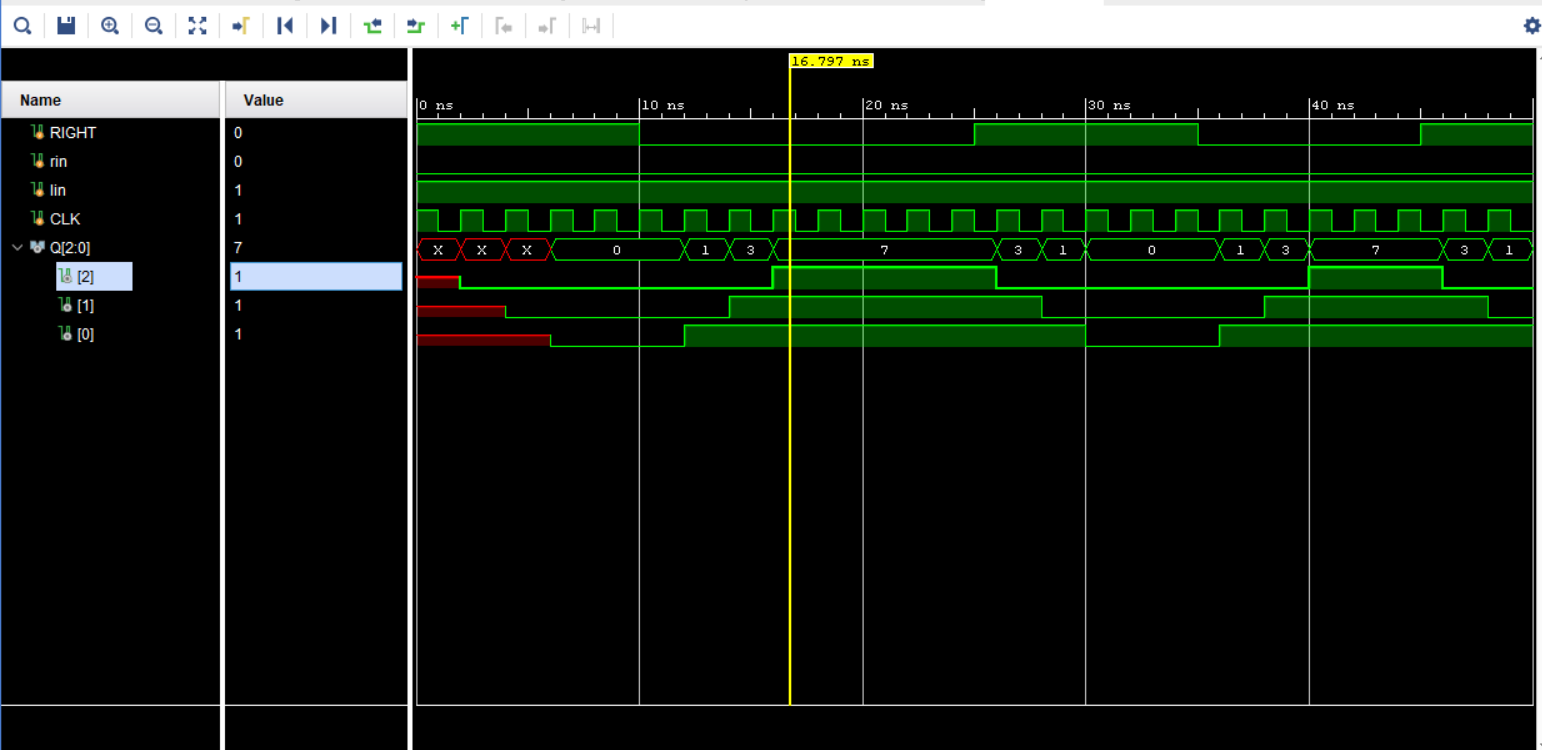 16.797 ns
Name Value
0 ns 10 ns 20 ns 30 ns 40 ns
RIGHT 0
rin 0
lin 1
CLK 1
Q[2:0] 7 X X X 0 1 3 7 3 1 0 1 3 7 3 1
[2] 1
[1] 1
[0] 1